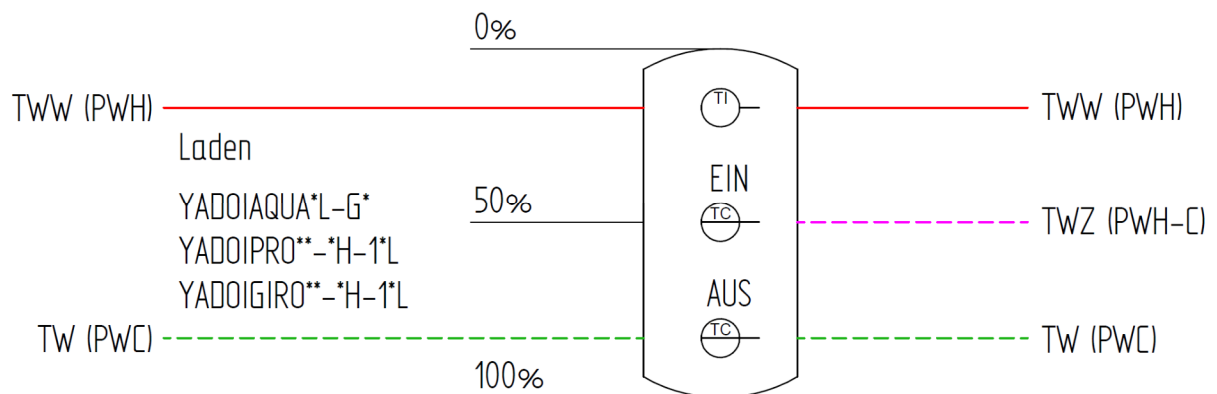 0%
TWW (PWH)
TI
TWW (PWH)
Laden
EIN
YADOIAQUA*L-G*
50%
TC
TWZ (PWH-C)
YADOIPRO**-*H-1*L
YADOIGIRO**-*H-1*L
AUS
TW (PWC)
TC
TW (PWC)
100%